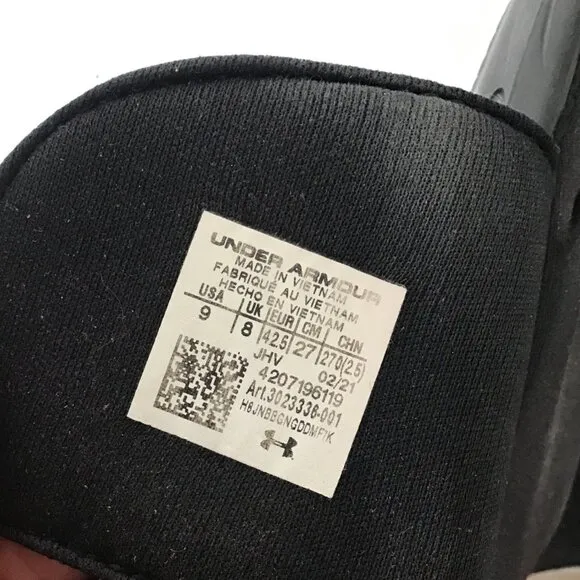 UNDER ARMOUR
MADE IN VIETNAM
FABRIQUÉ AU VIETNAM
HECHO EN VIETNAM
USA UK EUR CM CHN
9 8 42.5 27 270(2.5)
JHV 02/21
4207196119
Art.3023338-001